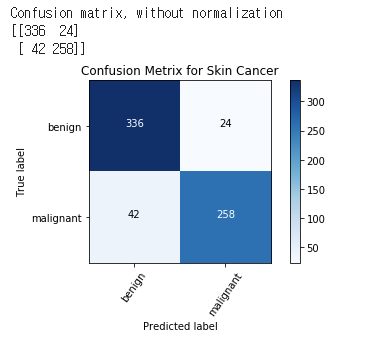 Confusion matrix, without normalization
[[336  24]
 [ 42 258]]
Confusion Metrix for Skin Cancer
True label
benign
malignant
336
24
42
258
300
250
200
150
100
50
benign
malignant
Predicted label